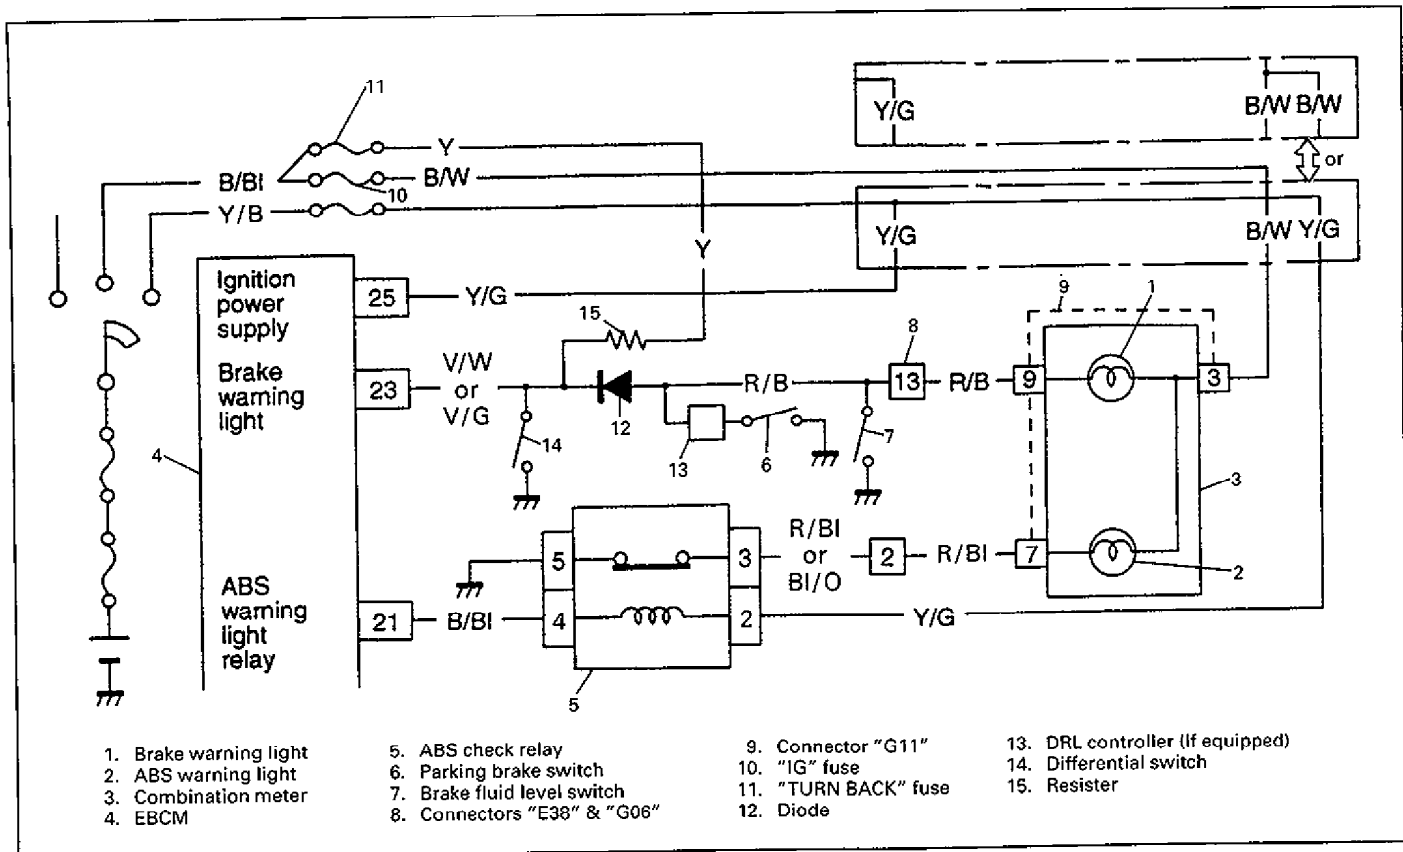 11
Y/G
B/W B/W
Y
or
B/Bl
B/W
10
Y/B
Y/G
B/W Y/G
Y
Ignition
power
supply
25
Y/G
9
1
15
8
Brake
warning
light
23
V/W
or
V/G
R/B
13
R/B
9
3
12
14
13
6
7
4
3
R/Bl
or
Bl/O
5
3
2
R/Bl
7
2
ABS
warning
light
relay
21
B/Bl
4
2
Y/G
5
1. Brake warning light
2. ABS warning light
3. Combination meter
4. EBCM
5. ABS check relay
6. Parking brake switch
7. Brake fluid level switch
8. Connectors "E38" & "G06"
9. Connector "G11"
10. "IG" fuse
11. "TURN BACK" fuse
12. Diode
13. DRL controller (If equipped)
14. Differential switch
15. Resister